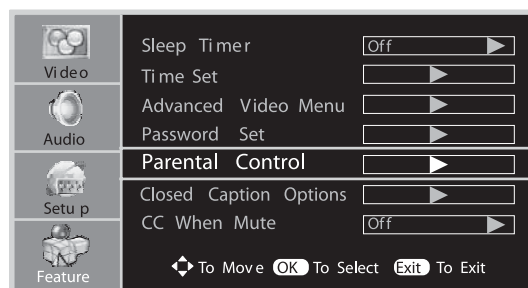 Video
Audio
Setup
Feature
Sleep Timer Off
Time Set
Advanced Video Menu
Password Set
Parental Control
Closed Caption Options
CC When Mute Off
To Move OK To Select Exit To Exit